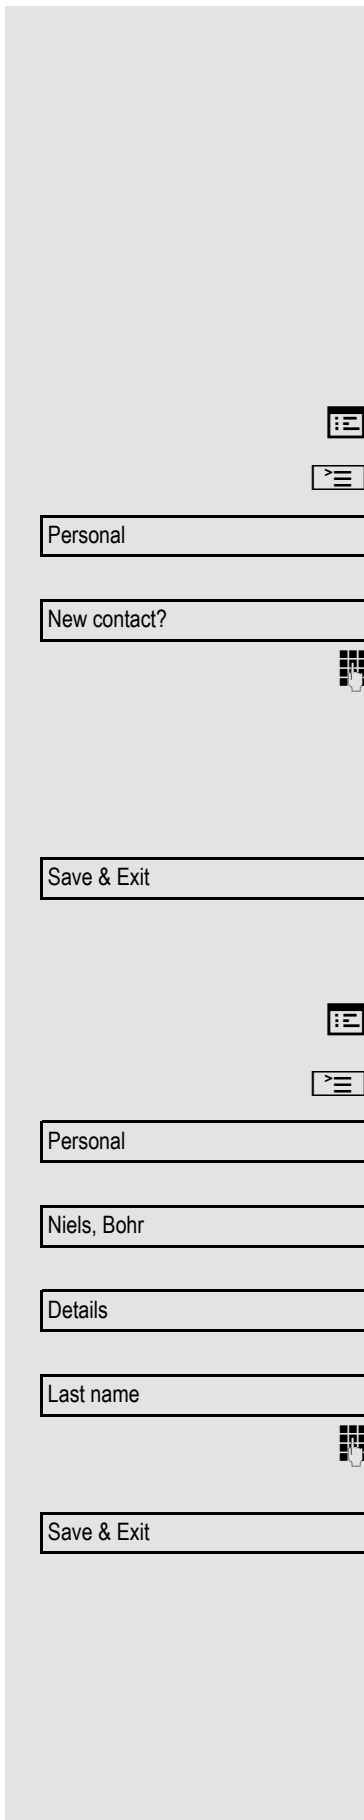 Personal
New contact?
Save & Exit
Personal
Niels, Bohr
Details
Last name
Save & Exit